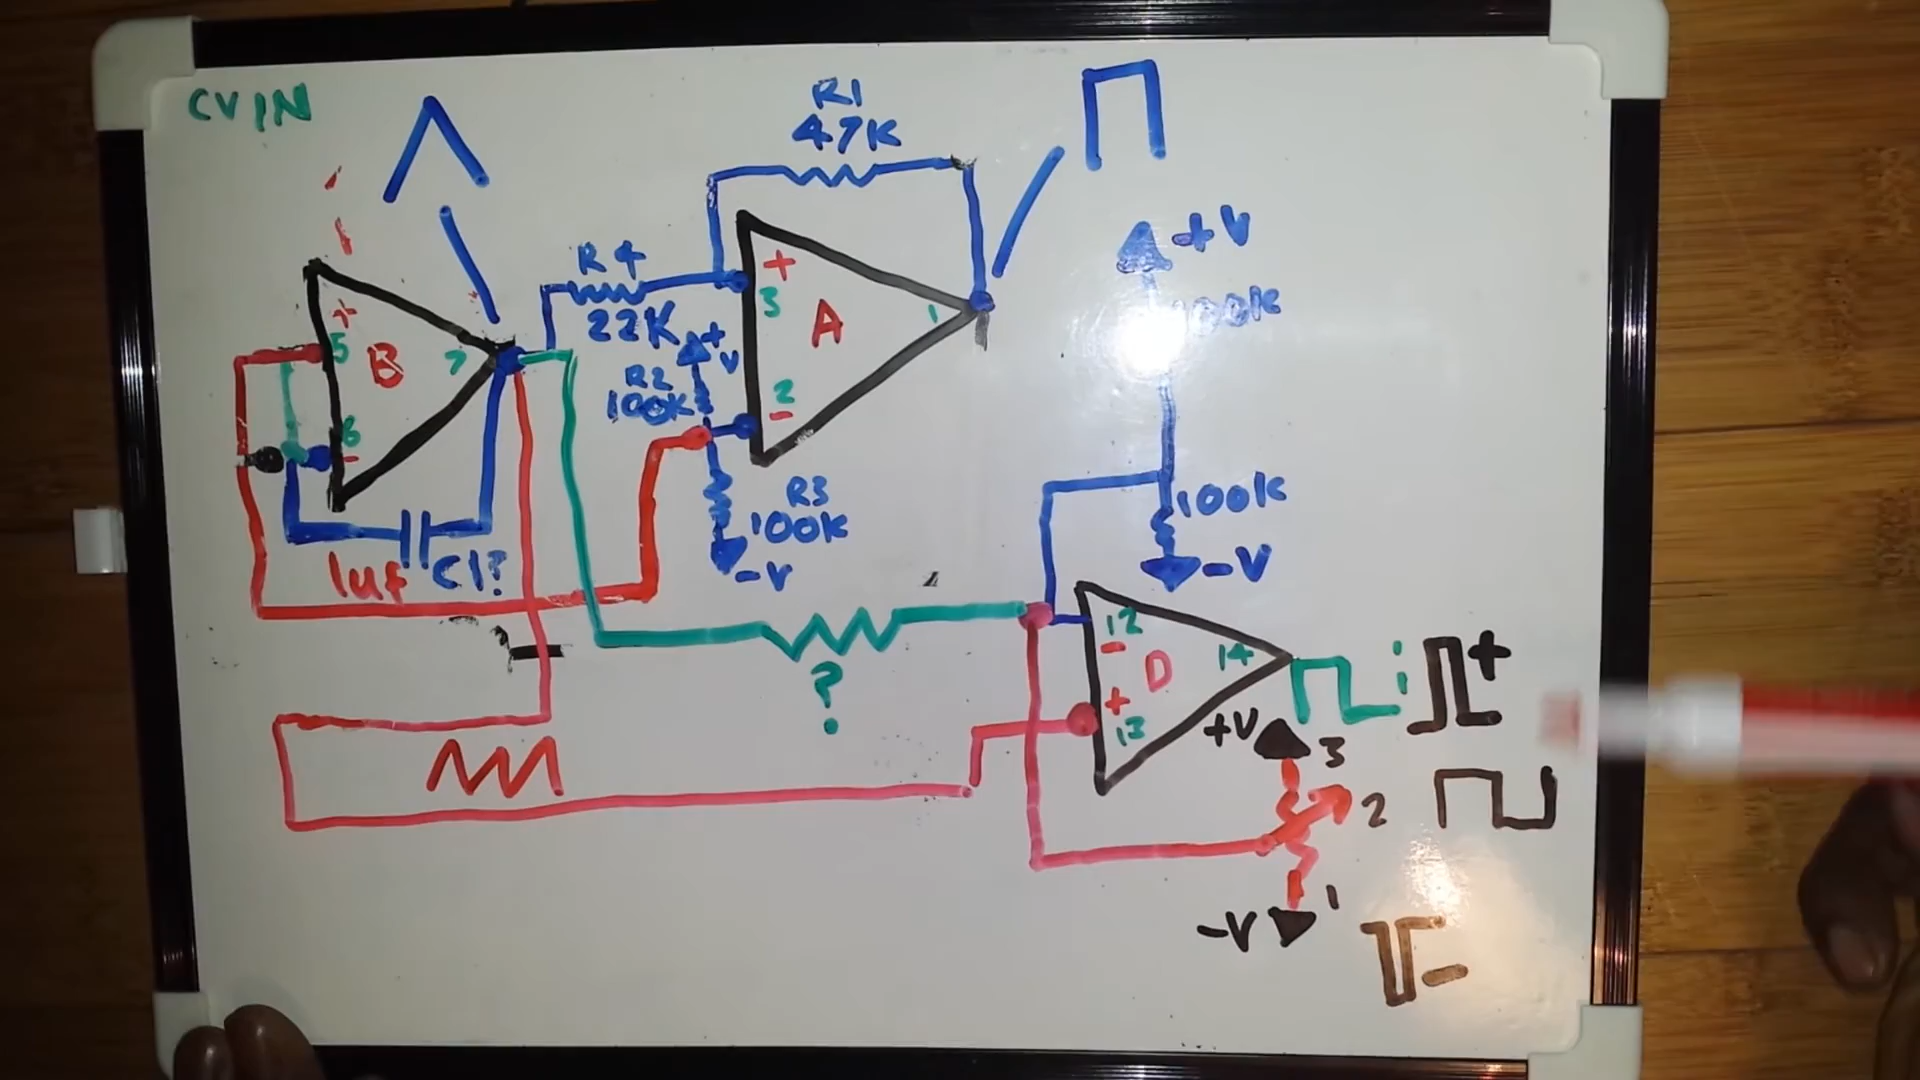 CV IN
R1
47K
+V
R4
22K
+
3
A
1
100k
+
5
B
7
+
V
R2
100K
2
-
6
-
R3
100K
-V
100K
-V
1uf
C1?
12
-
D
14
+
13
?
+
+V
3
2
1
-V
-